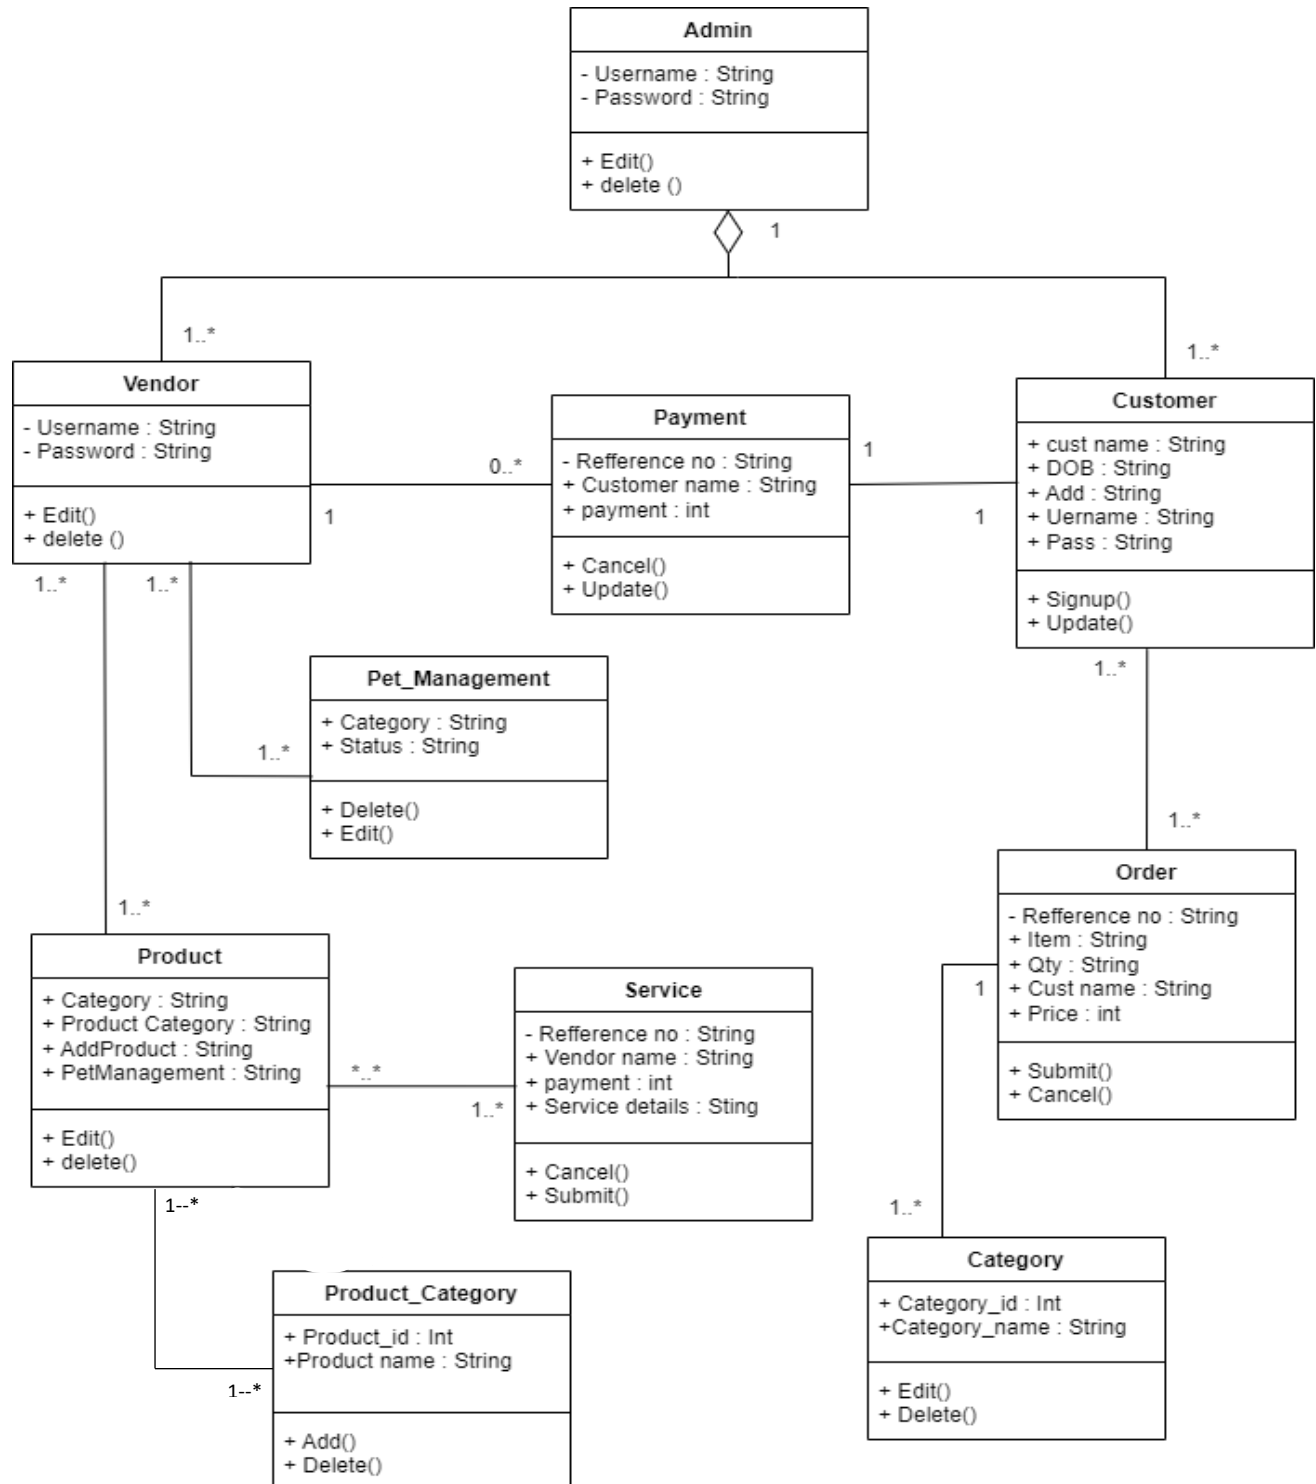 Admin
- Username : String
- Password : String
+ Edit()
+ delete ()
1
1..*
1..*
Vendor
- Username : String
- Password : String
+ Edit()
+ delete ()
0..*
1
Payment
- Refference no : String
+ Customer name : String
+ payment : int
+ Cancel()
+ Update()
1
1
Customer
+ cust name : String
+ DOB : String
+ Add : String
+ Uername : String
+ Pass : String
+ Signup()
+ Update()
1..*
1..*
1..*
Pet_Management
+ Category : String
+ Status : String
+ Delete()
+ Edit()
1..*
1..*
1..*
Product
+ Category : String
+ Product Category : String
+ AddProduct : String
+ PetManagement : String
+ Edit()
+ delete()
*..*
1..*
Service
- Refference no : String
+ Vendor name : String
+ payment : int
+ Service details : Sting
+ Cancel()
+ Submit()
Order
- Refference no : String
+ Item : String
+ Qty : String
+ Cust name : String
+ Price : int
+ Submit()
+ Cancel()
1
1..*
1--*
1--*
Product_Category
+ Product_id : Int
+Product name : String
+ Add()
+ Delete()
Category
+ Category_id : Int
+Category_name : String
+ Edit()
+ Delete()